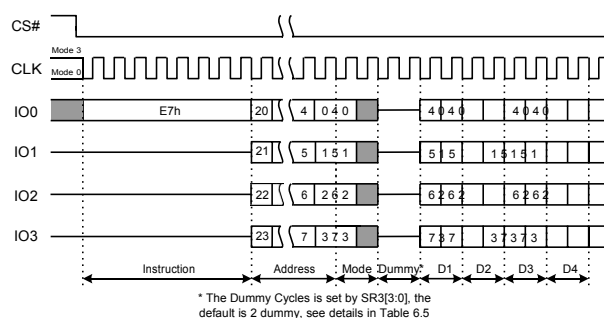 CS#
Mode 3
CLK
Mode 0
IO0 E7h 20 4 0 4 0 4 0 4 0 4 0 4 0
IO1 21 5 1 5 1 5 1 5 1 5 1 5 1
IO2 22 6 2 6 2 6 2 6 2 6 2 6 2
IO3 23 7 3 7 3 7 3 7 3 7 3 7 3
Instruction Address Mode Dummy* D1 D2 D3 D4
* The Dummy Cycles is set by SR3[3:0], the
default is 2 dummy, see details in Table 6.5